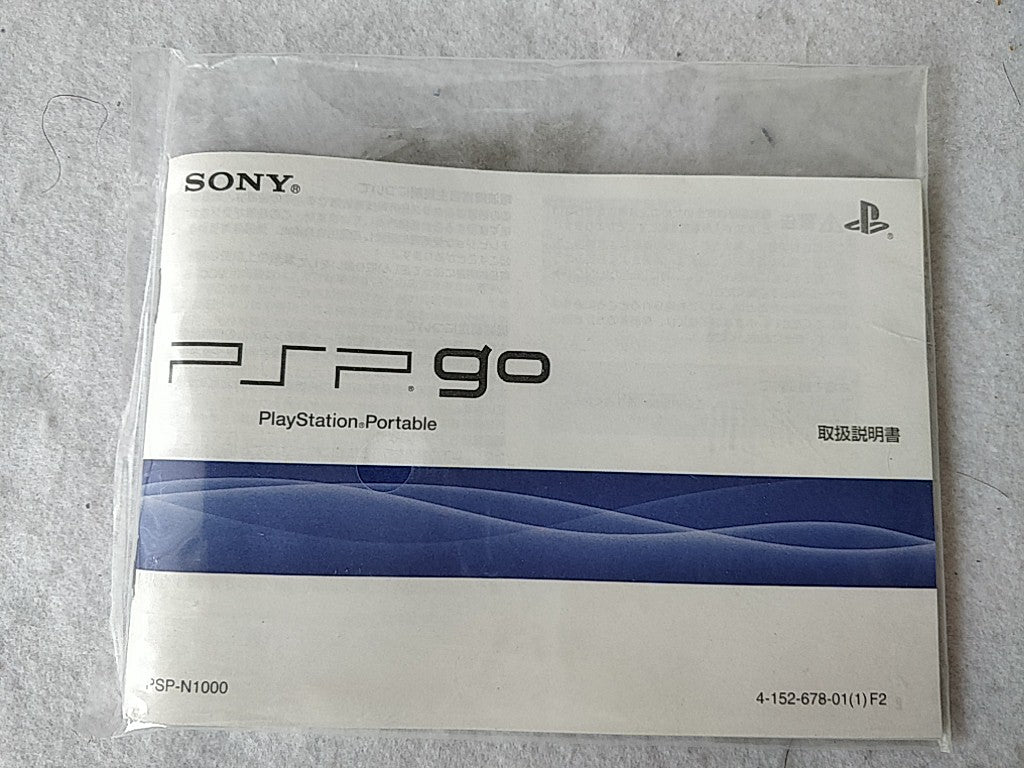 SONY®
PSP® go
PlayStation®Portable
取扱説明書
PSP-N1000
4-152-678-01(1) F2